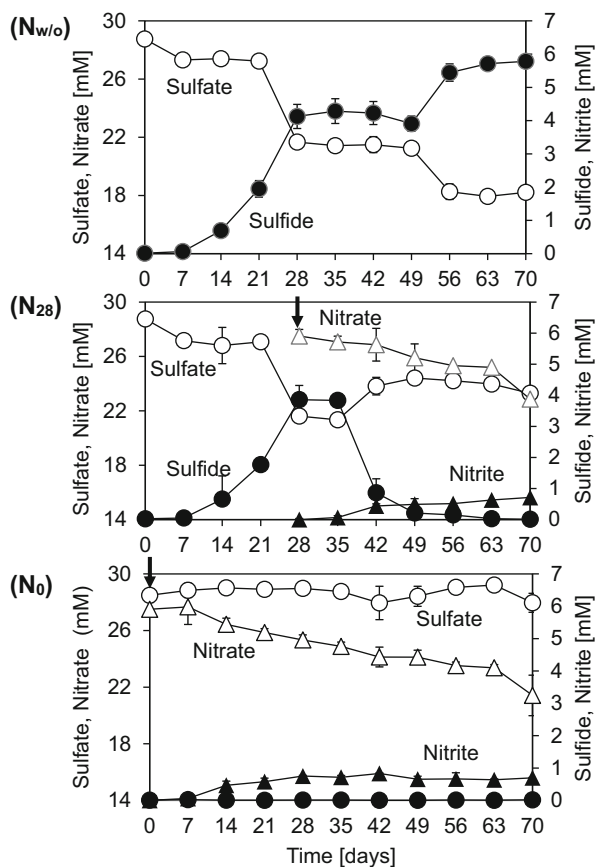 (Nw/o)
Sulfate, Nitrate [mM]
30
26
22
18
14
Sulfate
Sulfide
7
6
5
4
3
2
1
0
Sulfide, Nitrite [mM]
0 7 14 21 28 35 42 49 56 63 70
(N28)
Sulfate, Nitrate [mM]
30
26
22
18
14
Sulfate
Nitrate
Sulfide
Nitrite
7
6
5
4
3
2
1
0
Sulfide, Nitrite [mM]
0 7 14 21 28 35 42 49 56 63 70
(N0)
Sulfate, Nitrate (mM)
30
26
22
18
14
Sulfate
Nitrate
Nitrite
7
6
5
4
3
2
1
0
Sulfide, Nitrite [mM]
0 7 14 21 28 35 42 49 56 63 70
Time [days]